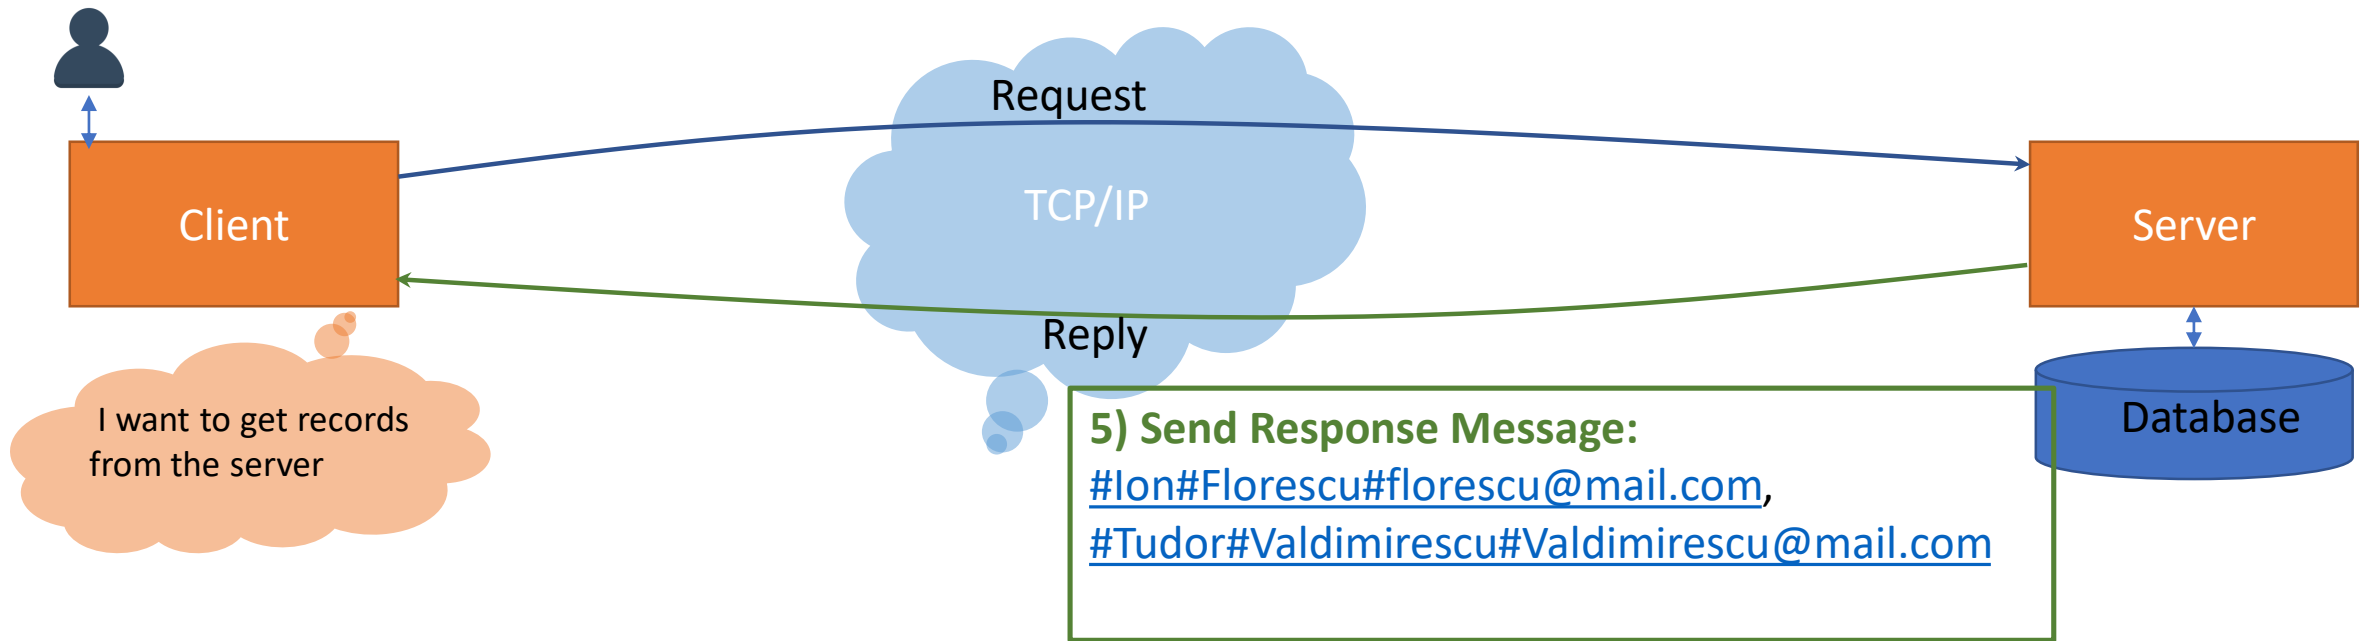 Request
TCP/IP
Client
Server
Reply
I want to get records
from the server
5) Send Response Message:
#Ion#Florescu#florescu@mail.com,
#Tudor#Valdimirescu#Valdimirescu@mail.com
Database